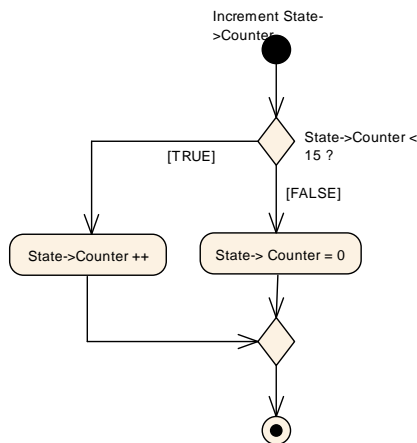 Increment State-
>Counter
State->Counter <
15 ?
[TRUE]
[FALSE]
State->Counter ++
State-> Counter = 0